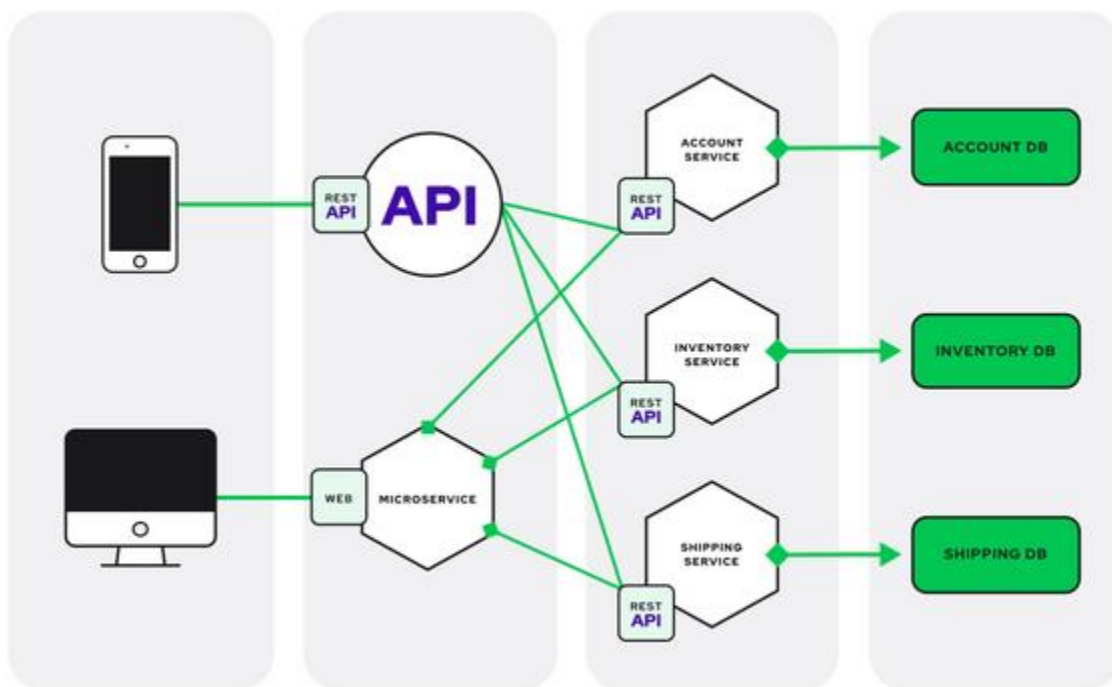 REST
API
API
WEB
MICROSERVICE
ACCOUNT
SERVICE
REST
API
INVENTORY
SERVICE
REST
API
SHIPPING
SERVICE
REST
API
ACCOUNT DB
INVENTORY DB
SHIPPING DB